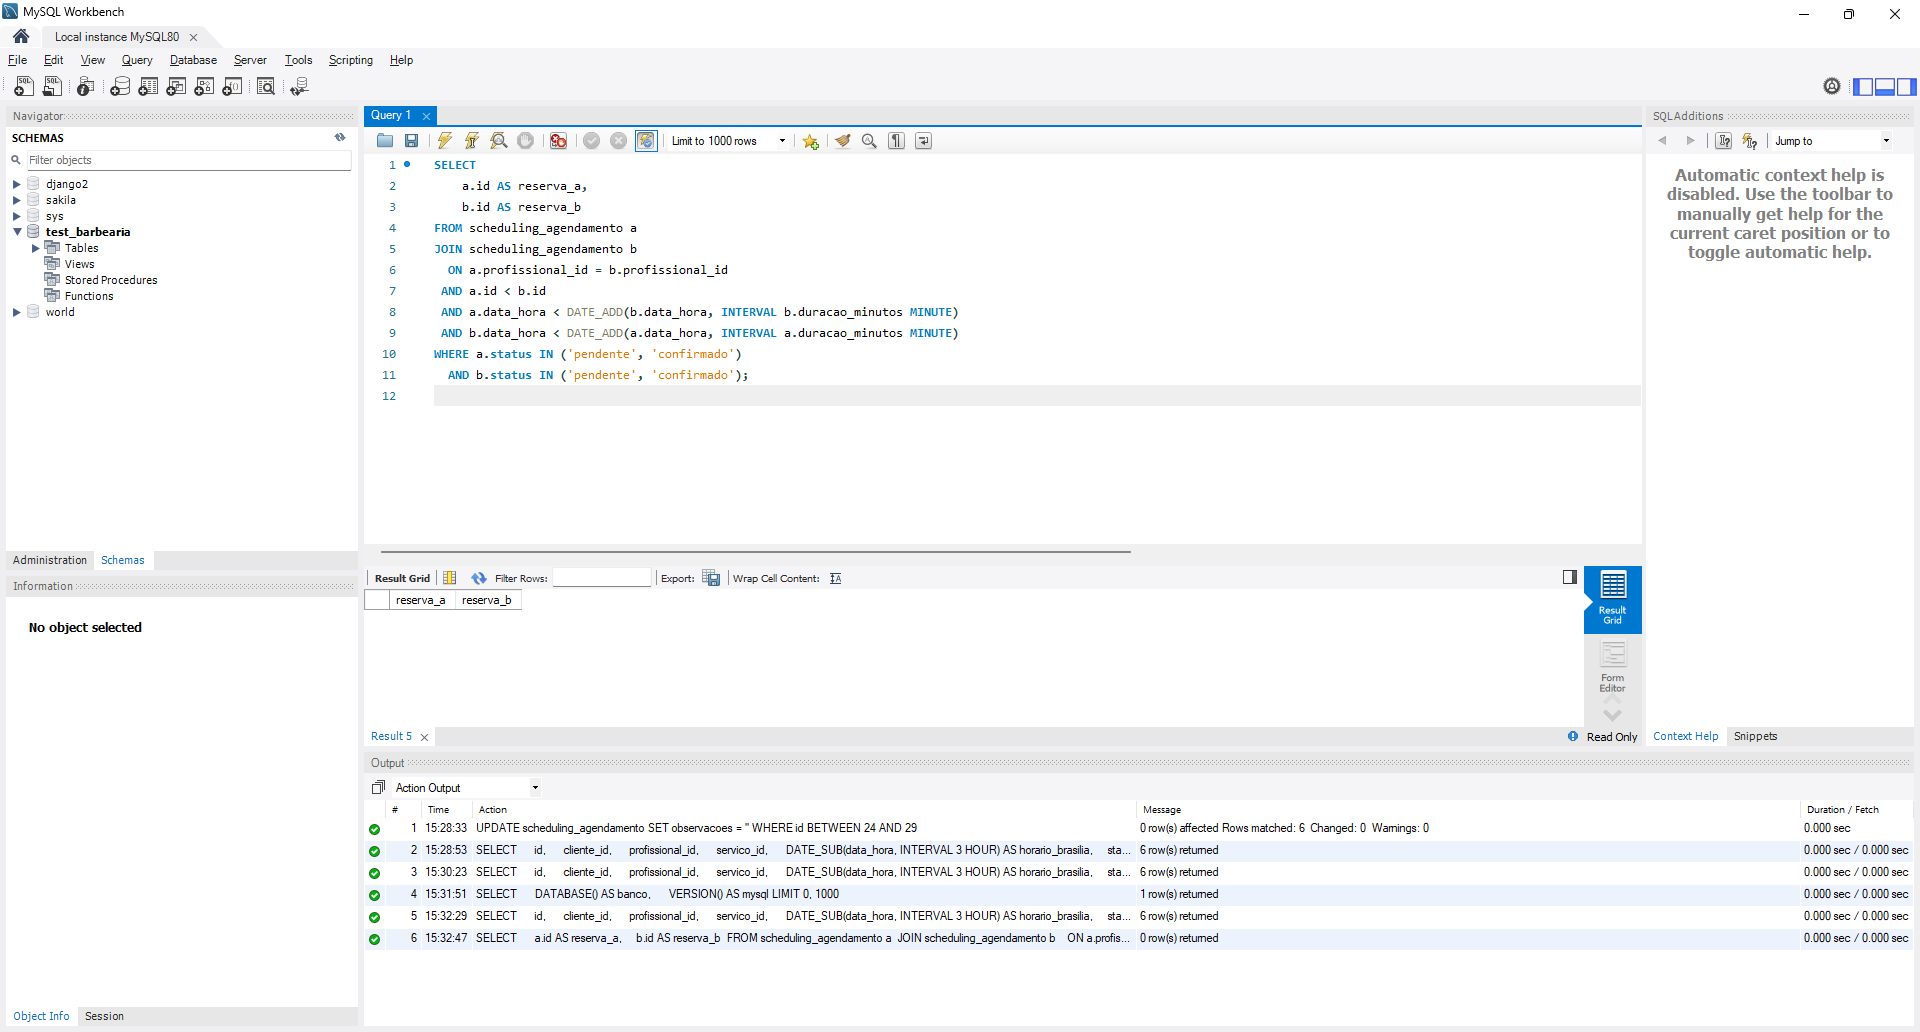 MySQL Workbench
Local instance MySQL80
File Edit View Query Database Server Tools Scripting Help
Navigator
SCHEMAS
Filter objects
django2
sakila
sys
test_barbearia
Tables
Views
Stored Procedures
Functions
world
Administration Schemas
Information
No object selected
Object Info Session
Query 1
Limit to 1000 rows
1 SELECT
2 a.id AS reserva_a,
3 b.id AS reserva_b
4 FROM scheduling_agendamento a
5 JOIN scheduling_agendamento b
6 ON a.profissional_id = b.profissional_id
7 AND a.id < b.id
8 AND a.data_hora < DATE_ADD(b.data_hora, INTERVAL b.duracao_minutos MINUTE)
9 AND b.data_hora < DATE_ADD(a.data_hora, INTERVAL a.duracao_minutos MINUTE)
10 WHERE a.status IN ('pendente', 'confirmado')
11 AND b.status IN ('pendente', 'confirmado');
12
Result Grid Filter Rows: Export: Wrap Cell Content:
reserva_a reserva_b
Result Grid
Form Editor
Result 5
Read Only
SQLAdditions
Jump to
Automatic context help is
disabled. Use the toolbar to
manually get help for the
current caret position or to
toggle automatic help.
Context Help Snippets
Output
Action Output
# Time Action Message Duration / Fetch
1 15:28:33 UPDATE scheduling_agendamento SET observacoes = '' WHERE id BETWEEN 24 AND 29 0 row(s) affected Rows matched: 6 Changed: 0 Warnings: 0 0.000 sec
2 15:28:53 SELECT id, cliente_id, profissional_id, servico_id, DATE_SUB(data_hora, INTERVAL 3 HOUR) AS horario_brasilia, sta... 6 row(s) returned 0.000 sec / 0.000 sec
3 15:30:23 SELECT id, cliente_id, profissional_id, servico_id, DATE_SUB(data_hora, INTERVAL 3 HOUR) AS horario_brasilia, sta... 6 row(s) returned 0.000 sec / 0.000 sec
4 15:31:51 SELECT DATABASE() AS banco, VERSION() AS mysql LIMIT 0, 1000 1 row(s) returned 0.000 sec / 0.000 sec
5 15:32:29 SELECT id, cliente_id, profissional_id, servico_id, DATE_SUB(data_hora, INTERVAL 3 HOUR) AS horario_brasilia, sta... 6 row(s) returned 0.000 sec / 0.000 sec
6 15:32:47 SELECT a.id AS reserva_a, b.id AS reserva_b FROM scheduling_agendamento a JOIN scheduling_agendamento b ON a.profis... 0 row(s) returned 0.000 sec / 0.000 sec